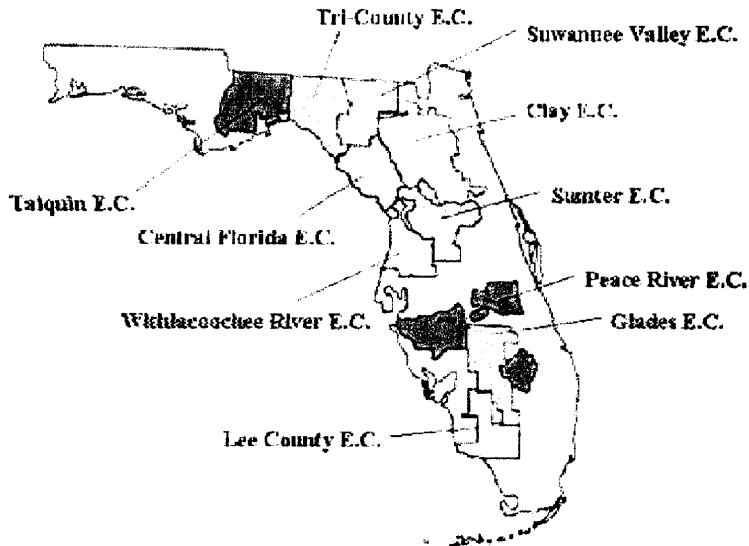 Tri-County E.C.
Suwannee Valley E.C.
Clay E.C.
Talquin E.C.
Sumter E.C.
Central Florida E.C.
Peace River E.C.
Withlacoochee River E.C.
Glades E.C.
Lee County E.C.